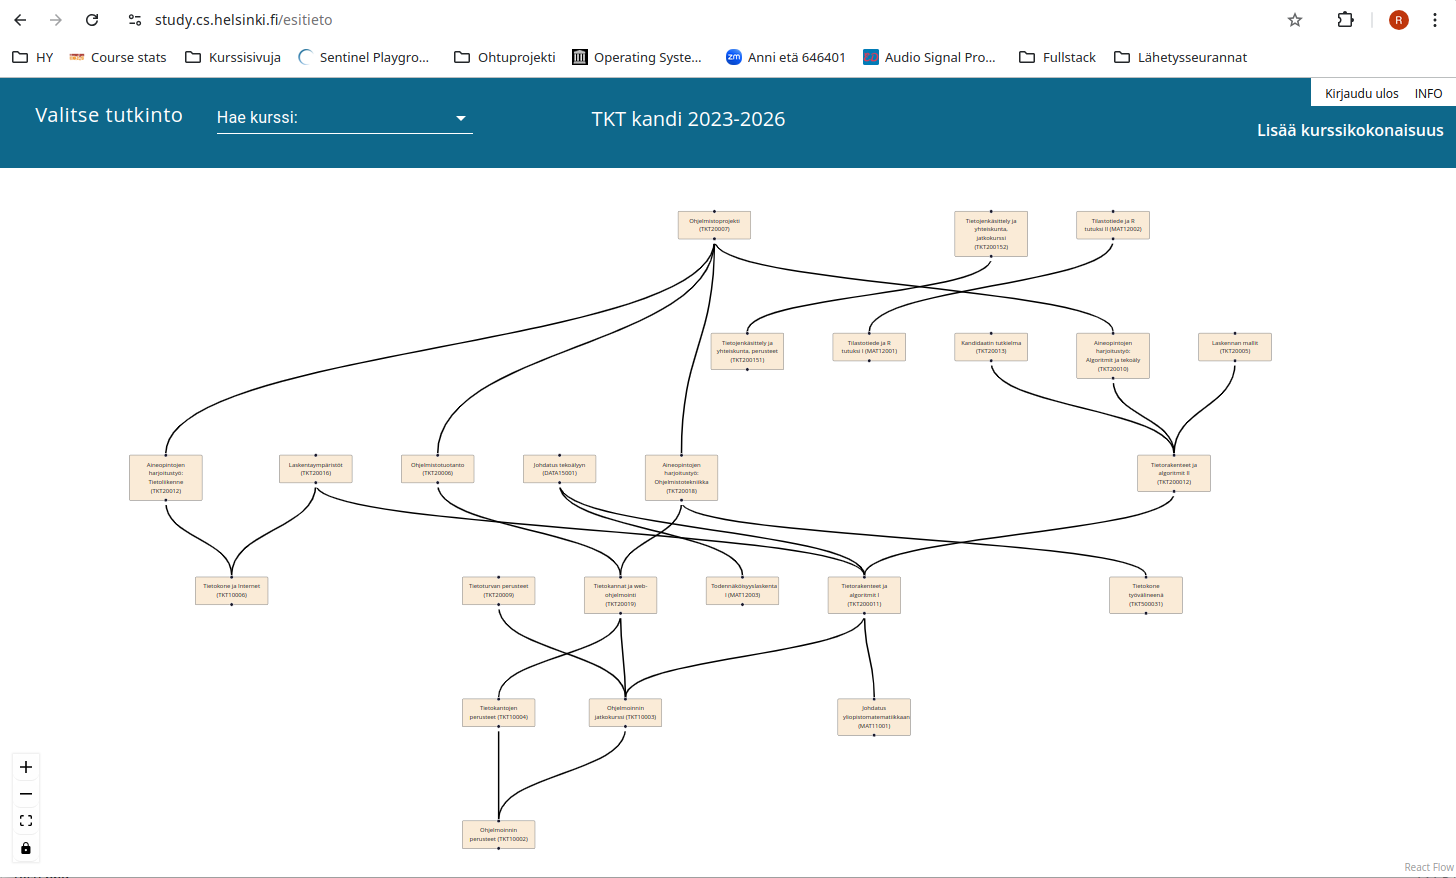 study.cs.helsinki.fi/esitieto
R
HY
Course stats
Kurssisivuja
Sentinel Playgro...
Ohtuprojekti
Operating Syste...
zm
Anni etä 646401
Audio Signal Pro...
Fullstack
Lähetysseurannat
Kirjaudu ulos
INFO
Valitse tutkinto
Hae kurssi:
TKT kandi 2023-2026
Lisää kurssikokonaisuus
Ohjelmistoprojekti
(TKT20007)
Tietojenkäsittely ja
yhteiskunta,
jatkokurssi
(TKT200152)
Tilastotiede ja R
tutuksi II (MAT12002)
Tietojenkäsittely ja
yhteiskunta, perusteet
(TKT200151)
Tilastotiede ja R
tutuksi I (MAT12001)
Kandidaatin tutkielma
(TKT20013)
Aineopintojen
harjoitustyö:
Algoritmit ja tekoäly
(TKT20010)
Laskennan mallit
(TKT20005)
Aineopintojen
harjoitustyö:
Tietoliikenne
(TKT20012)
Laskentaympäristöt
(TKT20016)
Ohjelmistotuotanto
(TKT20006)
Johdatus tekoälyyn
(DATA15001)
Aineopintojen
harjoitustyö:
Ohjelmistotekniikka
(TKT20018)
Tietorakenteet ja
algoritmit II
(TKT200012)
Tietokone ja Internet
(TKT10006)
Tietoturvan perusteet
(TKT20009)
Tietokannat ja web-
ohjelmointi
(TKT20019)
Todennäköisyyslaskenta
I (MAT12003)
Tietorakenteet ja
algoritmit I
(TKT200011)
Tietokone
työvälineenä
(TKT500031)
Tietokantojen
perusteet (TKT10004)
Ohjelmoinnin
jatkokurssi (TKT10003)
Johdatus
yliopistomatematiikkaan
(MAT11001)
Ohjelmoinnin
perusteet (TKT10002)
React Flow